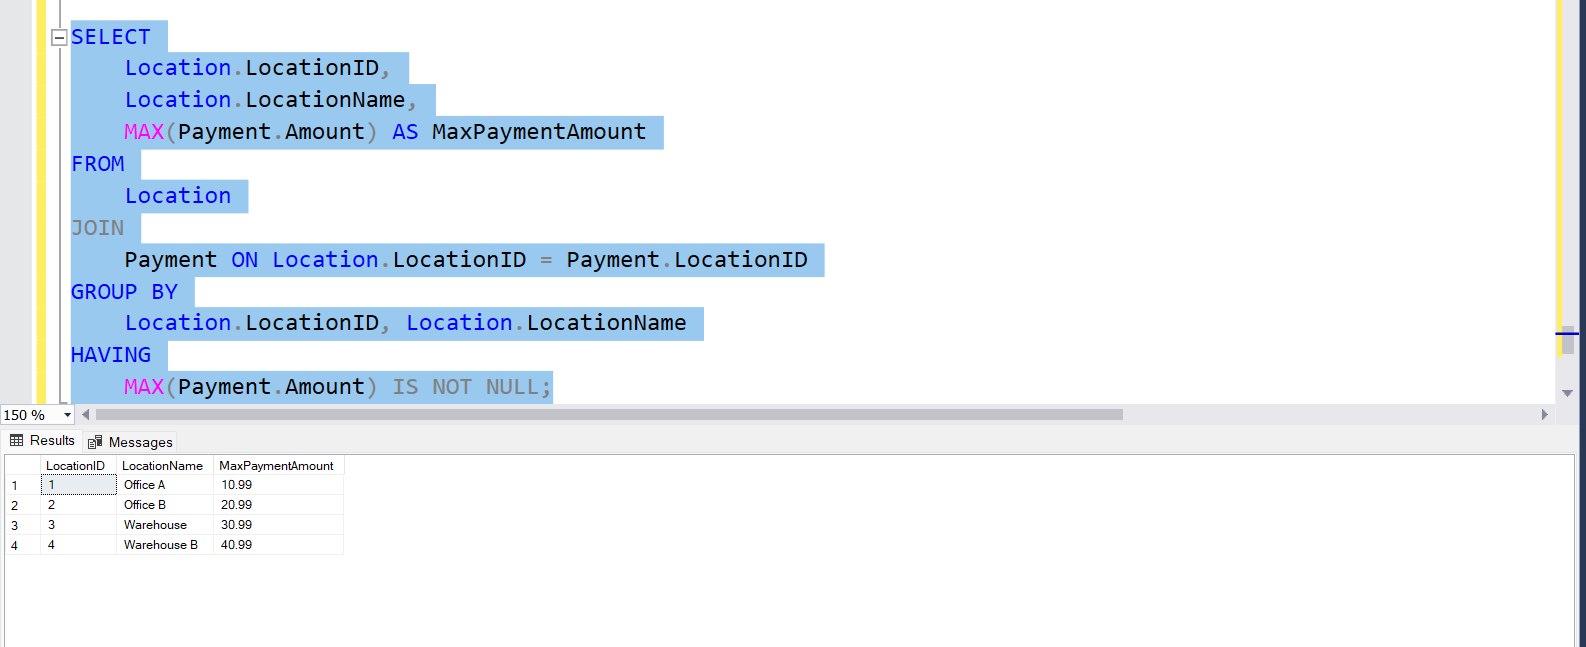 SELECT
Location.LocationID,
Location.LocationName,
MAX(Payment.Amount) AS MaxPaymentAmount
FROM
Location
JOIN
Payment ON Location.LocationID = Payment.LocationID
GROUP BY
Location.LocationID, Location.LocationName
HAVING
MAX(Payment.Amount) IS NOT NULL;
150 %
Results Messages
LocationID LocationName MaxPaymentAmount
1 1 Office A 10.99
2 2 Office B 20.99
3 3 Warehouse 30.99
4 4 Warehouse B 40.99